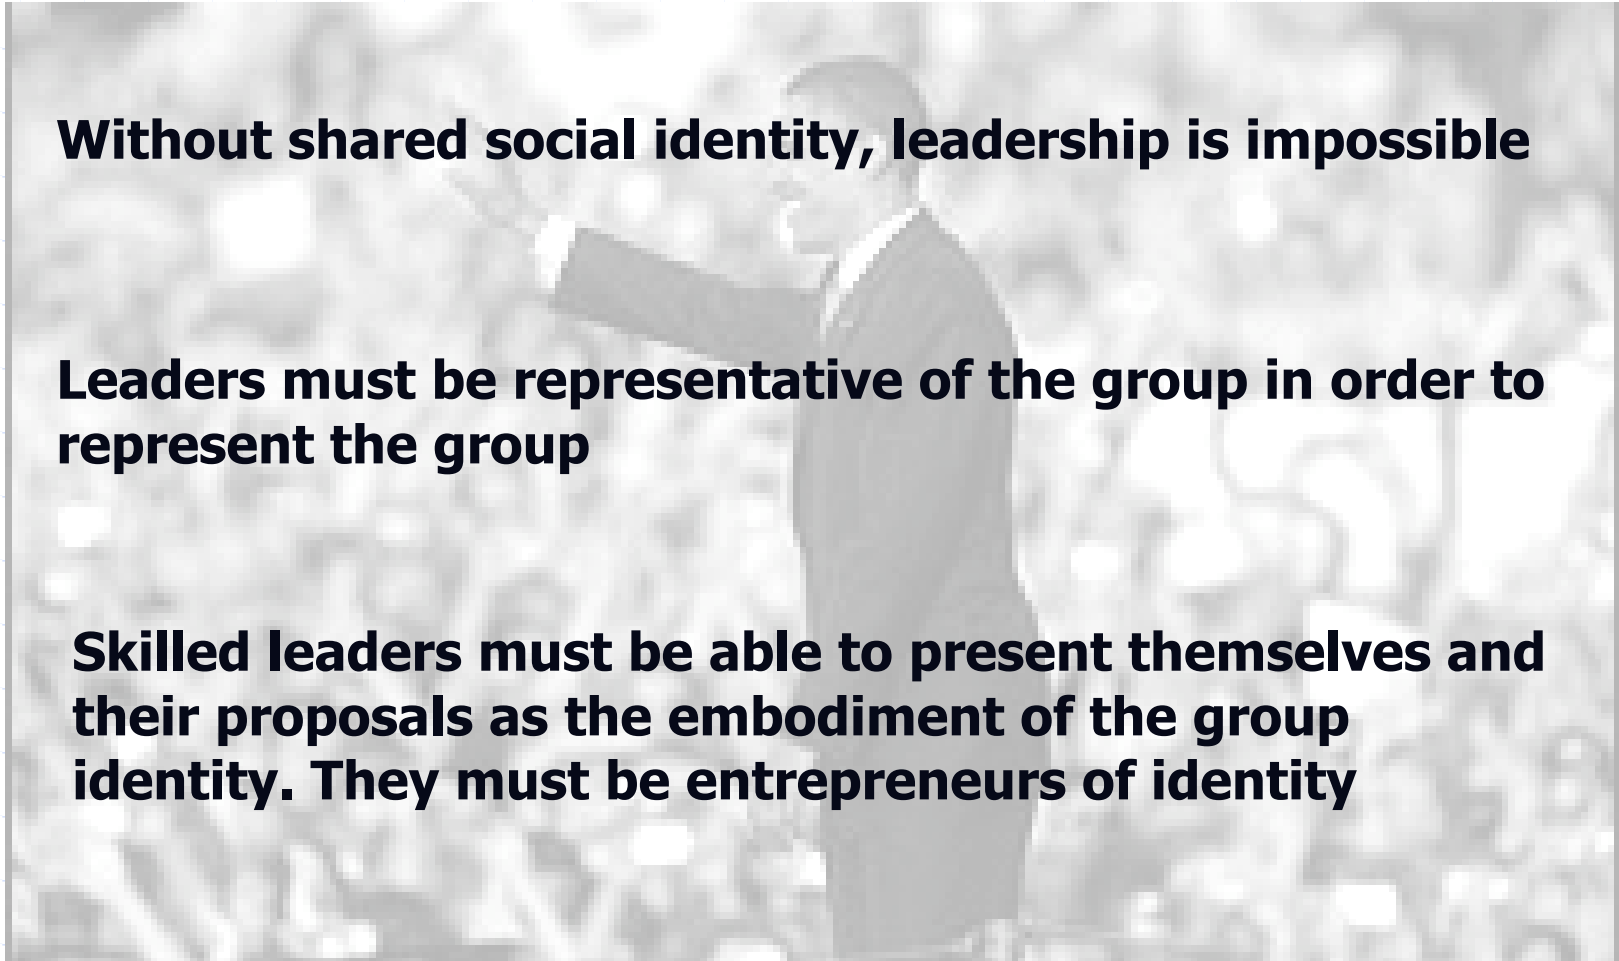 Without shared social identity, leadership is impossible
Leaders must be representative of the group in order to
represent the group
Skilled leaders must be able to present themselves and
their proposals as the embodiment of the group
identity. They must be entrepreneurs of identity